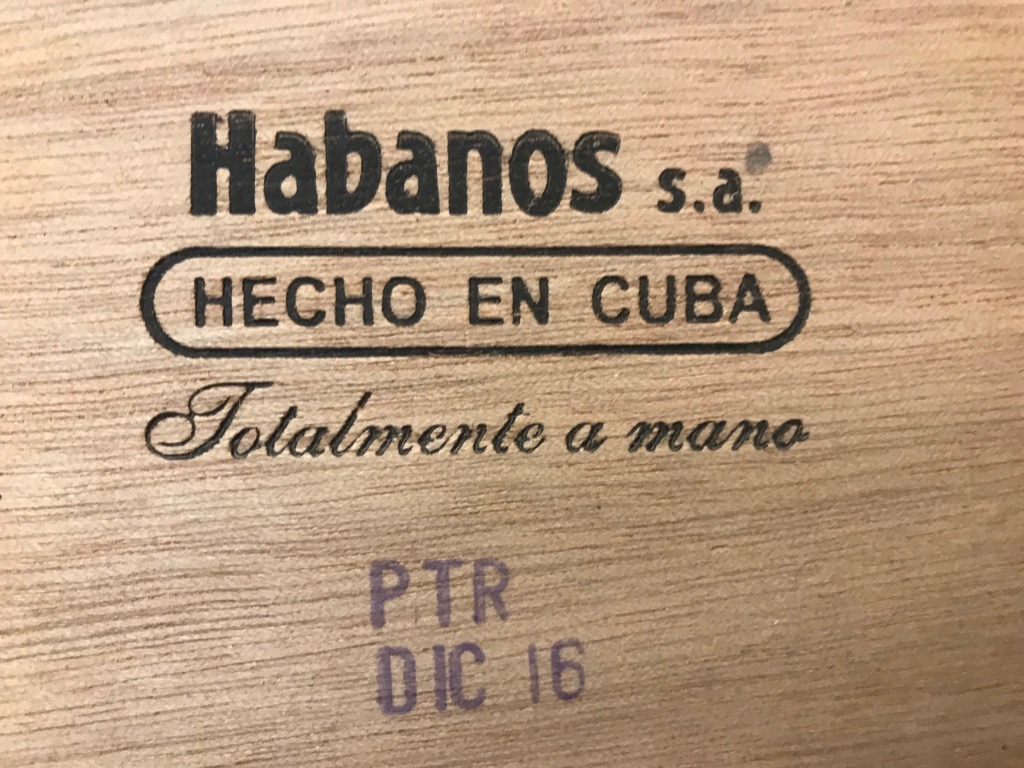 Habanos s.a.
HECHO EN CUBA
Totalmente a mano
PTR
DIC 16